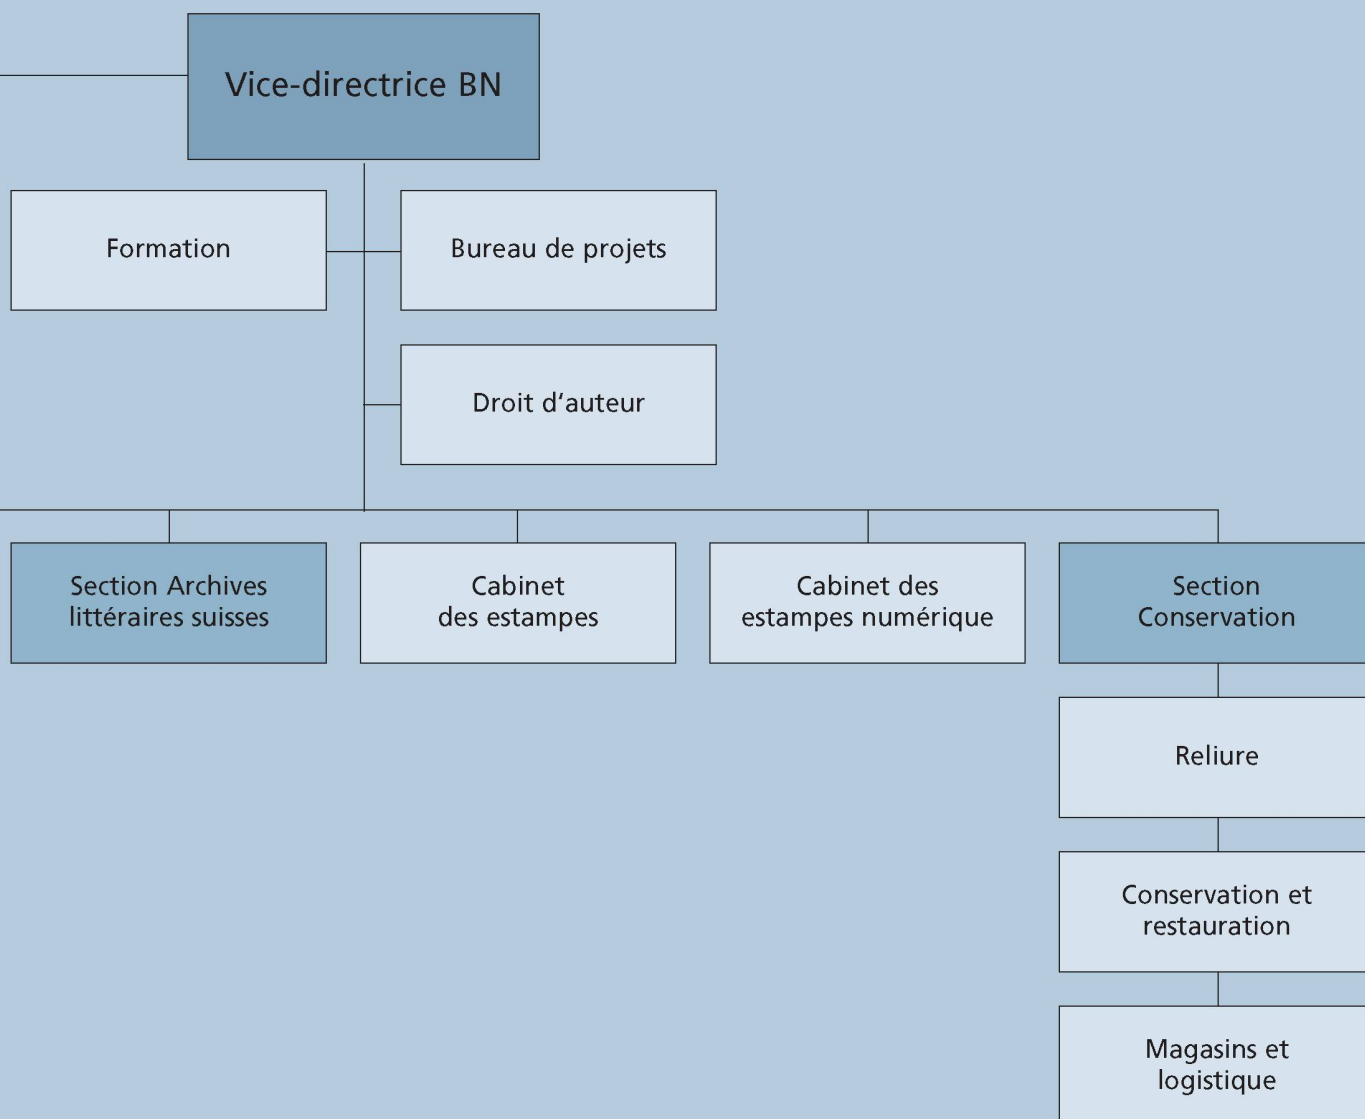 Vice-directrice BN
Formation
Bureau de projets
Droit d‘auteur
Section Archives
littéraires suisses
Cabinet
des estampes
Cabinet des
estampes numérique
Section
Conservation
Reliure
Conservation et
restauration
Magasins et
logistique